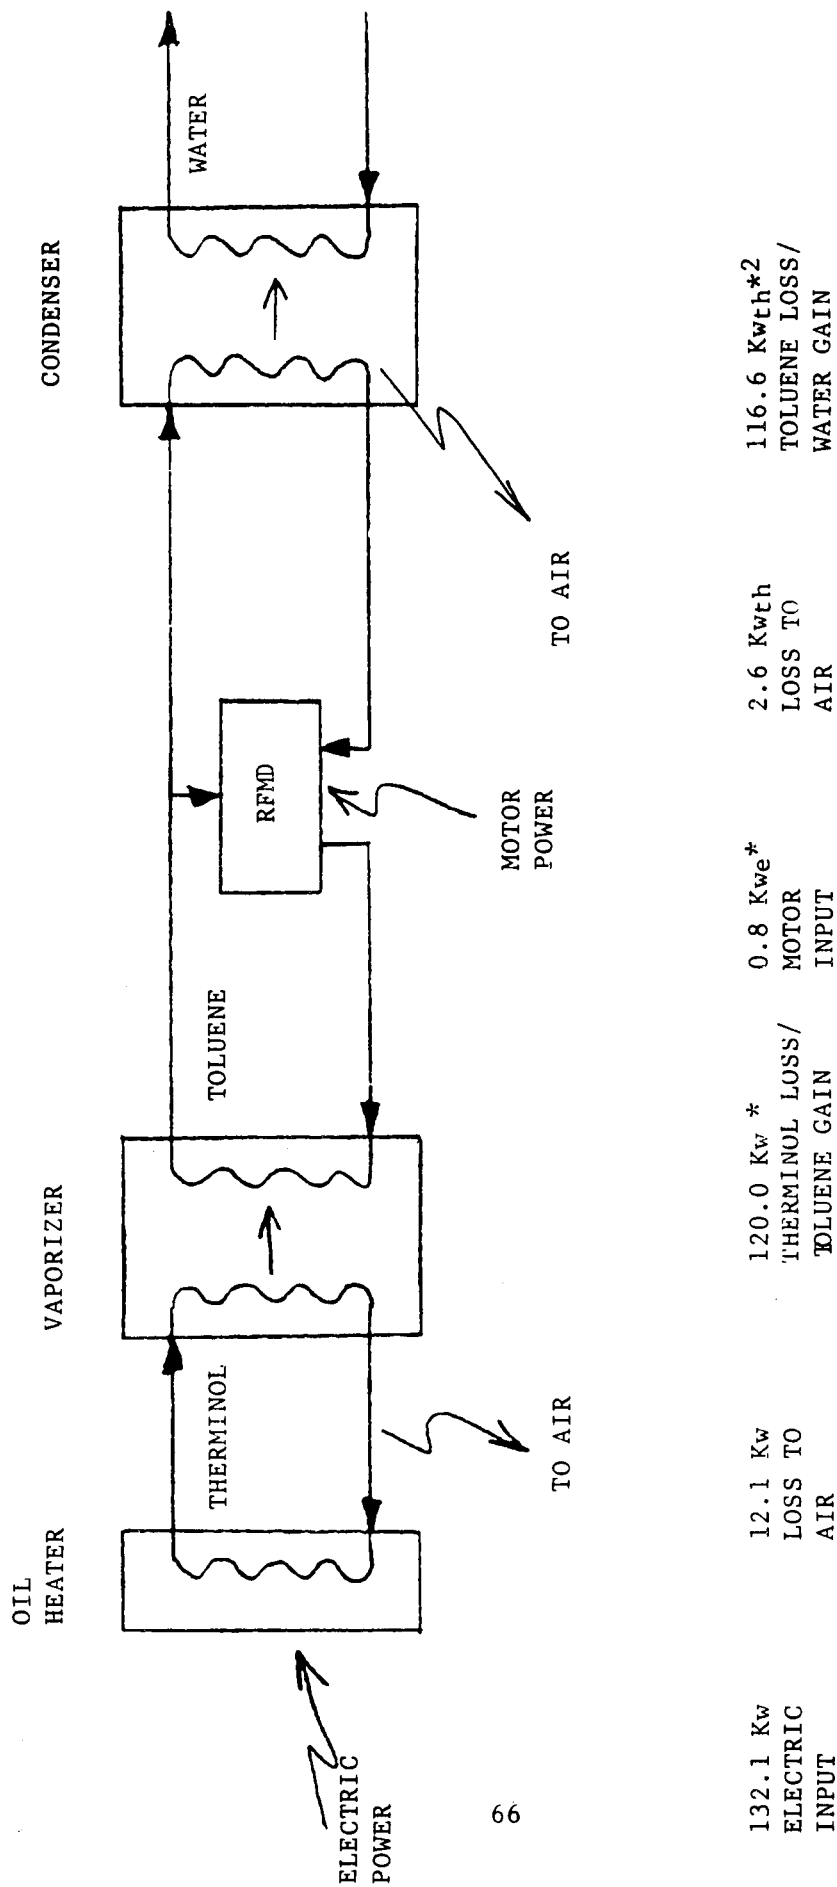 OIL
HEATER
VAPORIZER
CONDENSER
THERMINOL
TOLUENE
WATER
RFMD
ELECTRIC
POWER
TO AIR
MOTOR
POWER
TO AIR
132.1 Kw
ELECTRIC
INPUT
12.1 Kw
LOSS TO
AIR
120.0 Kw *
THERMINOL LOSS/
TOLUENE GAIN
0.8 Kwe*
MOTOR
INPUT
2.6 Kwth
LOSS TO
AIR
116.6 Kwth*2
TOLUENE LOSS/
WATER GAIN
66